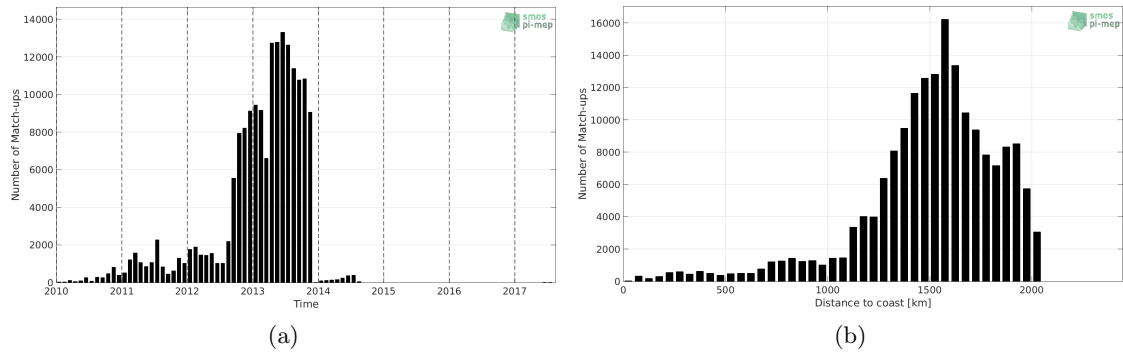 smos
pi-mep
14000
12000
10000
8000
6000
4000
2000
0
Number of Match-ups
2010 2011 2012 2013 2014 2015 2016 2017
Time
(a)
smos
pi-mep
16000
14000
12000
10000
8000
6000
4000
2000
0
Number of Match-ups
0 500 1000 1500 2000
Distance to coast [km]
(b)